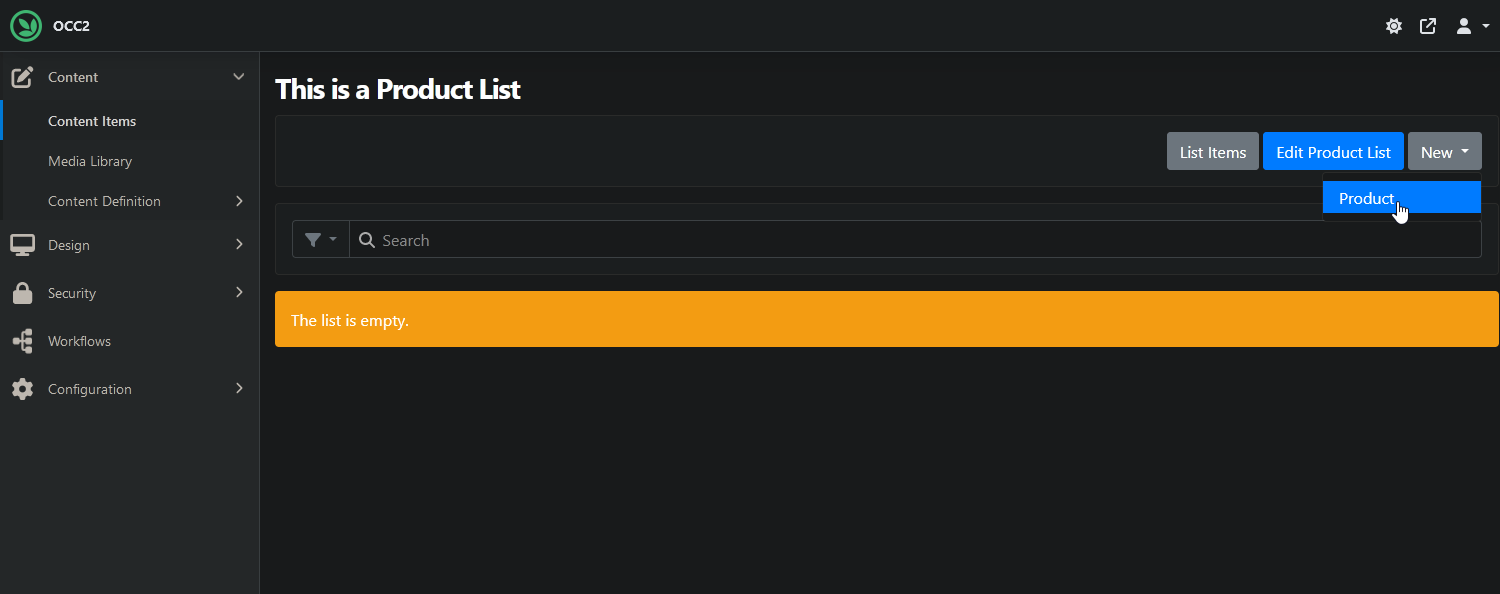 OCC2
Content
Content Items
Media Library
Content Definition
Design
Security
Workflows
Configuration
This is a Product List
List Items
Edit Product List
New
Product
Search
The list is empty.